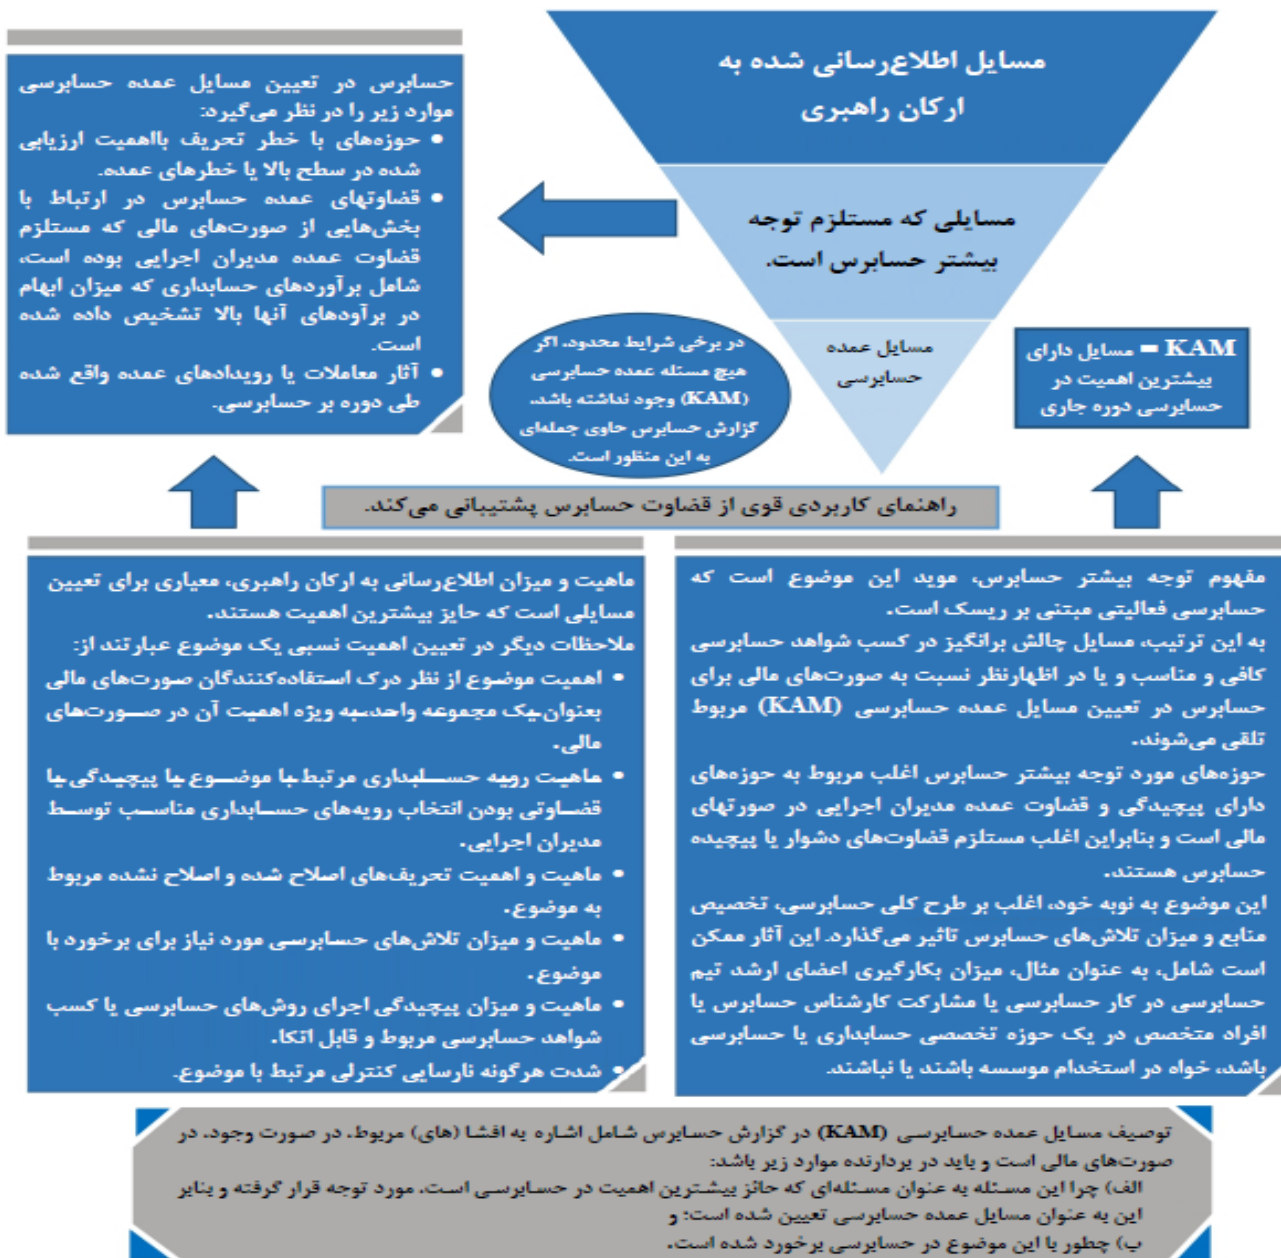 مسایل اطلاع‌رسانی شده به
ارکان راهبری
مسایلی که مستلزم توجه
بیشتر حسابرس است.
مسایل عمده
حسابرسی
حسابرس در تعیین مسایل عمده حسابرسی
موارد زیر را در نظر می‌گیرد:
• حوزه‌های با خطر تحریف بااهمیت ارزیابی
شده در سطح بالا یا خطرهای عمده.
• قضاوتهای عمده حسابرس در ارتباط با
بخش‌هایی از صورت‌های مالی که مستلزم
قضاوت عمده مدیران اجرایی بوده است،
شامل برآوردهای حسابداری که میزان ابهام
در برآودهای آنها بالا تشخیص داده شده
است.
• آثار معاملات یا رویدادهای عمده واقع شده
طی دوره بر حسابرسی.
در برخی شرایط محدود، اگر
هیچ مسئله عمده حسابرسی
(KAM) وجود نداشته باشد،
گزارش حسابرس حاوی جمله‌ای
به این منظور است.
KAM = مسایل دارای
بیشترین اهمیت در
حسابرسی دوره جاری
راهنمای کاربردی قوی از قضاوت حسابرس پشتیبانی می‌کند.
مفهوم توجه بیشتر حسابرس، موید این موضوع است که
حسابرسی فعالیتی مبتنی بر ریسک است.
به این ترتیب، مسایل چالش برانگیز در کسب شواهد حسابرسی
کافی و مناسب و یا در اظهارنظر نسبت به صورت‌های مالی برای
حسابرس در تعیین مسایل عمده حسابرسی (KAM) مربوط
تلقی می‌شوند.
حوزه‌های مورد توجه بیشتر حسابرس اغلب مربوط به حوزه‌های
دارای پیچیدگی و قضاوت عمده مدیران اجرایی در صورتهای
مالی است و بنابراین اغلب مستلزم قضاوت‌های دشوار یا پیچیده
حسابرس هستند.
این موضوع به نوبه خود، اغلب بر طرح کلی حسابرسی، تخصیص
منابع و میزان تلاش‌های حسابرس تاثیر می‌گذارد. این آثار ممکن
است شامل، به عنوان مثال، میزان بکارگیری اعضای ارشد تیم
حسابرسی در کار حسابرسی یا مشارکت کارشناس حسابرس یا
افراد متخصص در یک حوزه تخصصی حسابداری یا حسابرسی
باشد، خواه در استخدام موسسه باشند یا نباشند.
ماهیت و میزان اطلاع‌رسانی به ارکان راهبری، معیاری برای تعیین
مسایلی است که حایز بیشترین اهمیت هستند.
ملاحظات دیگر در تعیین اهمیت نسبی یک موضوع عبارتند از:
• اهمیت موضوع از نظر درک استفاده‌کنندگان صورت‌های مالی
بعنوان یک مجموعه واحد، به ویژه اهمیت آن در صورت‌های
مالی.
• ماهیت رویه حسابداری مرتبط با موضوع یا پیچیدگی یا
قضاوتی بودن انتخاب رویه‌های حسابداری مناسب توسط
مدیران اجرایی.
• ماهیت و اهمیت تحریف‌های اصلاح شده و اصلاح نشده مربوط
به موضوع.
• ماهیت و میزان تلاش‌های حسابرسی مورد نیاز برای برخورد با
موضوع.
• ماهیت و میزان پیچیدگی اجرای روش‌های حسابرسی یا کسب
شواهد حسابرسی مربوط و قابل اتکا.
• شدت هرگونه نارسایی کنترلی مرتبط با موضوع.
توصیف مسایل عمده حسابرسی (KAM) در گزارش حسابرس شامل اشاره به افشا (های) مربوط، در صورت وجود، در
صورت‌های مالی است و باید در بردارنده موارد زیر باشد:
الف) چرا این مسئله به عنوان مسئله‌ای که حائز بیشترین اهمیت در حسابرسی است، مورد توجه قرار گرفته و بنابر
این به عنوان مسایل عمده حسابرسی تعیین شده است؛ و
ب) چطور با این موضوع در حسابرسی برخورد شده است.